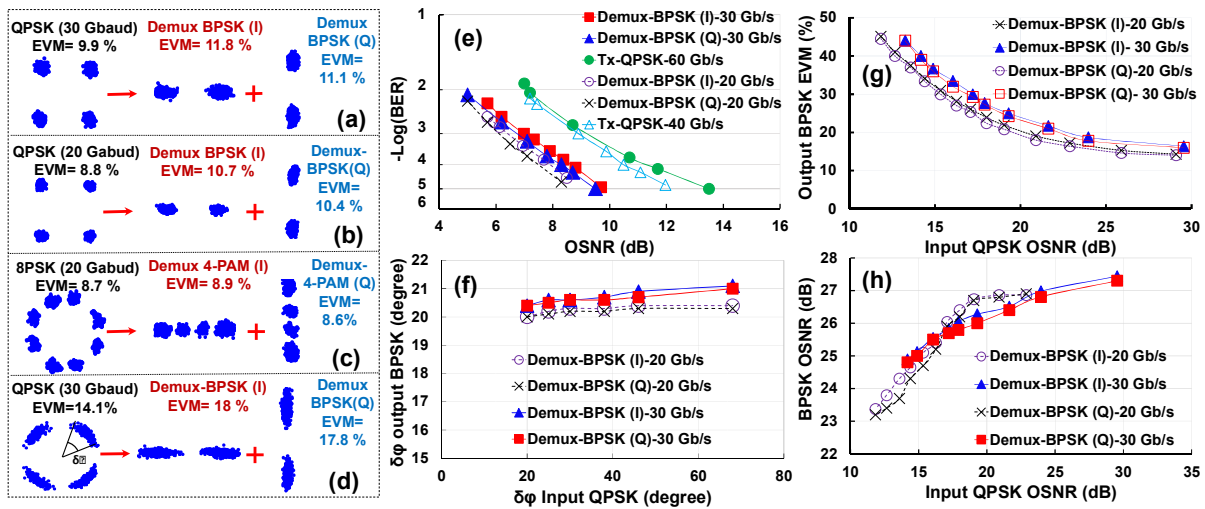 QPSK (30 Gbaud)
EVM= 9.9 %
Demux BPSK (I)
EVM= 11.8 %
Demux
BPSK (Q)
EVM=
11.1 %
(a)
QPSK (20 Gbaud)
EVM= 8.8 %
Demux BPSK (I)
EVM= 10.7 %
Demux-
BPSK(Q)
EVM=
10.4 %
(b)
8PSK (20 Gabud)
EVM= 8.7 %
Demux 4-PAM (I)
EVM= 8.9 %
Demux-
4-PAM (Q)
EVM=
8.6%
(c)
QPSK (30 Gbaud)
EVM=14.1%
Demux-BPSK (I)
EVM= 18 %
Demux
BPSK(Q)
EVM=
17.8 %
δ
(d)
(e)
-Log(BER)
1
2
3
4
5
6
4 6 8 10 12 14 16
OSNR (dB)
Demux-BPSK (I)-30 Gb/s
Demux-BPSK (Q)-30 Gb/s
Tx-QPSK-60 Gb/s
Demux-BPSK (I)-20 Gb/s
Demux-BPSK (Q)-20 Gb/s
Tx-QPSK-40 Gb/s
(f)
δφ output BPSK (degree)
22
21
20
19
18
17
16
15
0 20 40 60 80
δφ Input QPSK (degree)
Demux-BPSK (I)-20 Gb/s
Demux-BPSK (Q)-20 Gb/s
Demux-BPSK (I)-30 Gb/s
Demux-BPSK (Q)-30 Gb/s
(g)
Output BPSK EVM (%)
50
40
30
20
10
0
10 15 20 25 30
Input QPSK OSNR (dB)
Demux-BPSK (I)-20 Gb/s
Demux-BPSK (I)- 30 Gb/s
Demux-BPSK (Q)-20 Gb/s
Demux-BPSK (Q)- 30 Gb/s
(h)
BPSK OSNR (dB)
28
27
26
25
24
23
22
10 15 20 25 30
Input QPSK OSNR (dB)
Demux-BPSK (I)-20 Gb/s
Demux-BPSK (I)-30 Gb/s
Demux-BPSK (Q)-20 Gb/s
Demux-BPSK (Q)-30 Gb/s